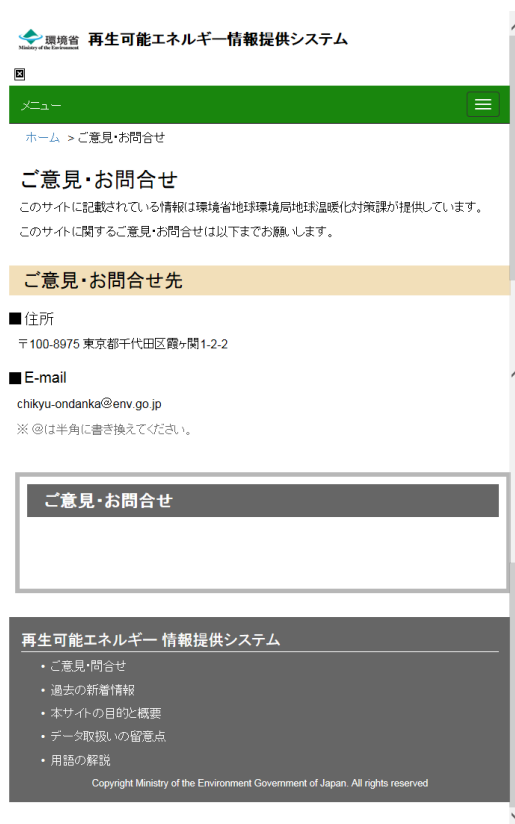 環境省 再生可能エネルギー情報提供システム
Ministry of the Environment
メニュー
ホーム > ご意見・お問合せ
ご意見・お問合せ
このサイトに記載されている情報は環境省地球環境局地球温暖化対策課が提供しています。
このサイトに関するご意見・お問合せは以下までお願いします。
ご意見・お問合せ先
■住所
〒100-8975 東京都千代田区霞ヶ関1-2-2
■E-mail
chikyu-ondanka＠env.go.jp
※ ＠は半角に書き換えてください。
ご意見・お問合せ
再生可能エネルギー 情報提供システム
• ご意見・問合せ
• 過去の新着情報
• 本サイトの目的と概要
• データ取扱いの留意点
• 用語の解説
Copyright Ministry of the Environment Government of Japan. All rights reserved